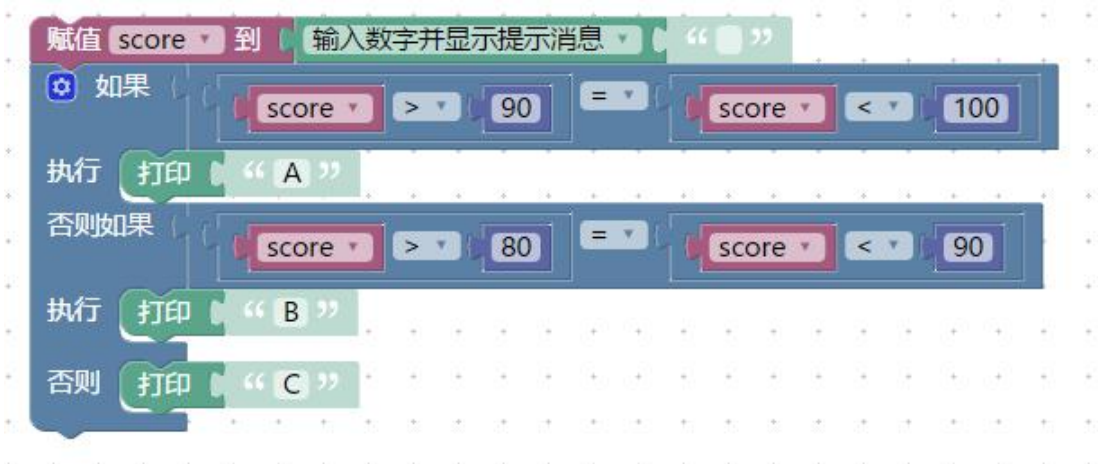 赋值 score 到 输入数字并显示提示消息 “ ”
如果 score > 90 = score < 100
执行 打印 “ A ”
否则如果 score > 80 = score < 90
执行 打印 “ B ”
否则 打印 “ C ”